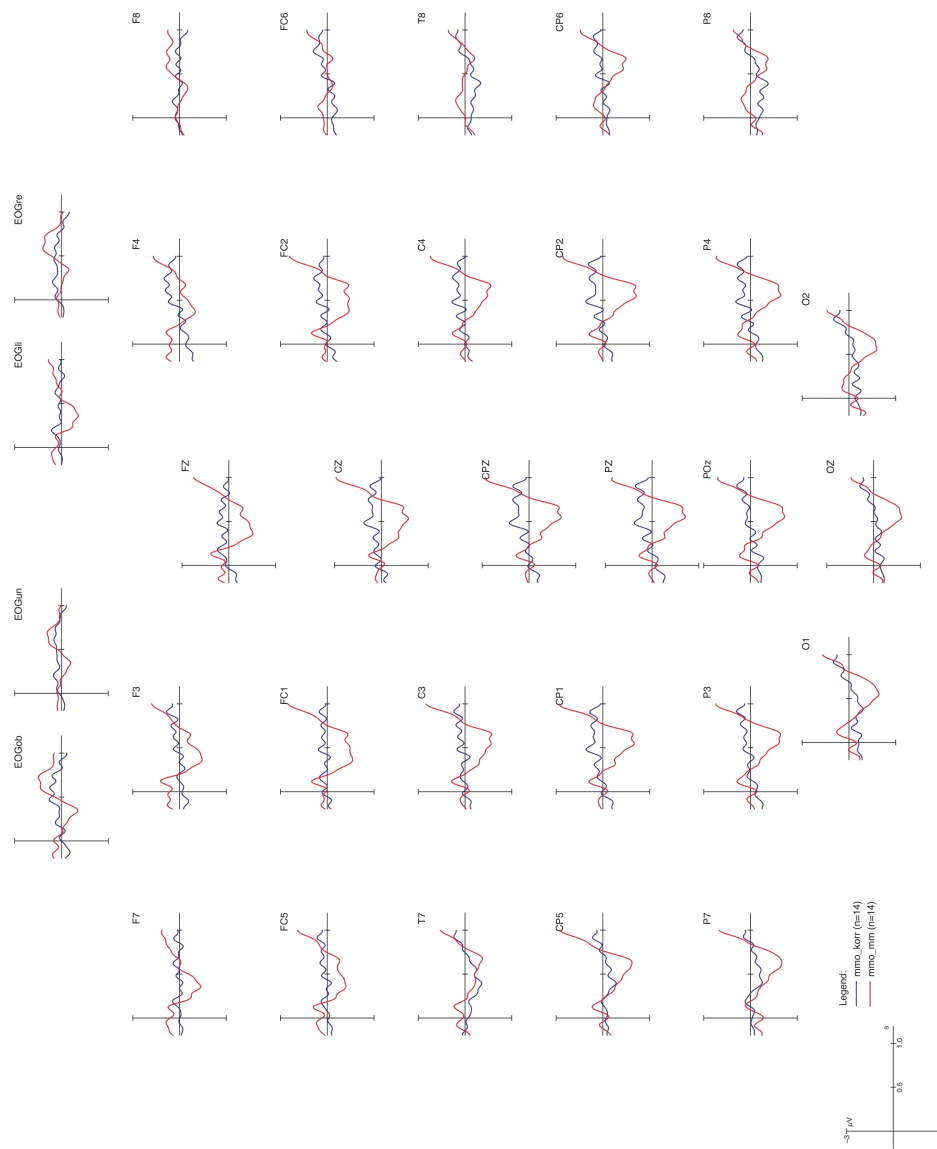 EOGob EOGun EOGli EOGre
F7 F3 FZ F4 F8
FC5 FC1 FC2 FC6
CZ
T7 C3 C4 T8
CPZ
CP5 CP1 CP2 CP6
PZ
P7 P3 POz P4 P8
O1 OZ O2
Legend:
mmo_korr (n=14)
mmo_mm (n=14)
−3
µV
s
0.5 1.0